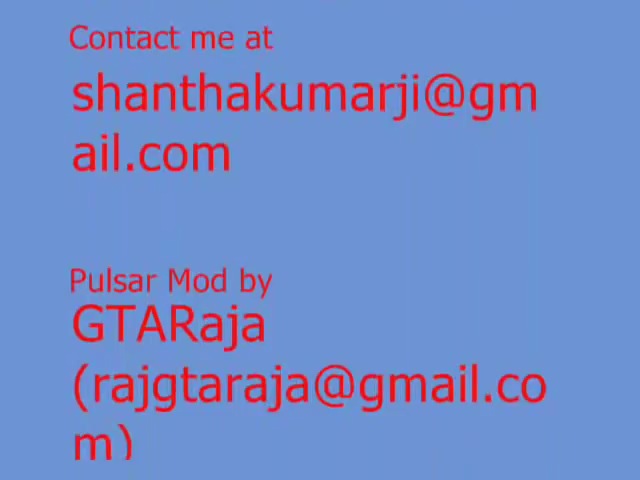 Contact me at
shanthakumarji@gm
ail.com
Pulsar Mod by
GTARaja
(rajgtaraja@gmail.co
m)